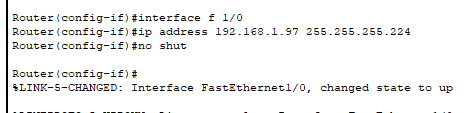 Router(config-if)#interface f 1/0
Router(config-if)#ip address 192.168.1.97 255.255.255.224
Router(config-if)#no shut
Router(config-if)#
%LINK-5-CHANGED: Interface FastEthernet1/0, changed state to up